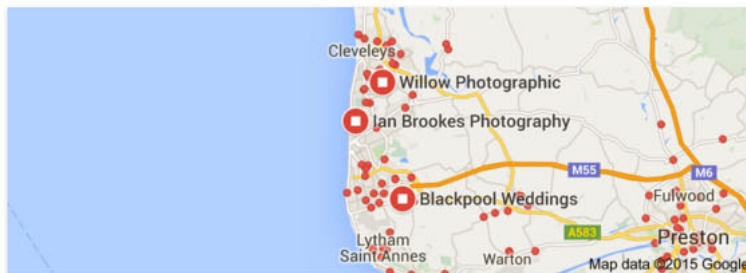 Cleveleys
Willow Photographic
Ian Brookes Photography
M55
M6
Blackpool Weddings
Fulwood
A583
Preston
Lytham
Saint Annes
Warton
Map data ©2015 Google